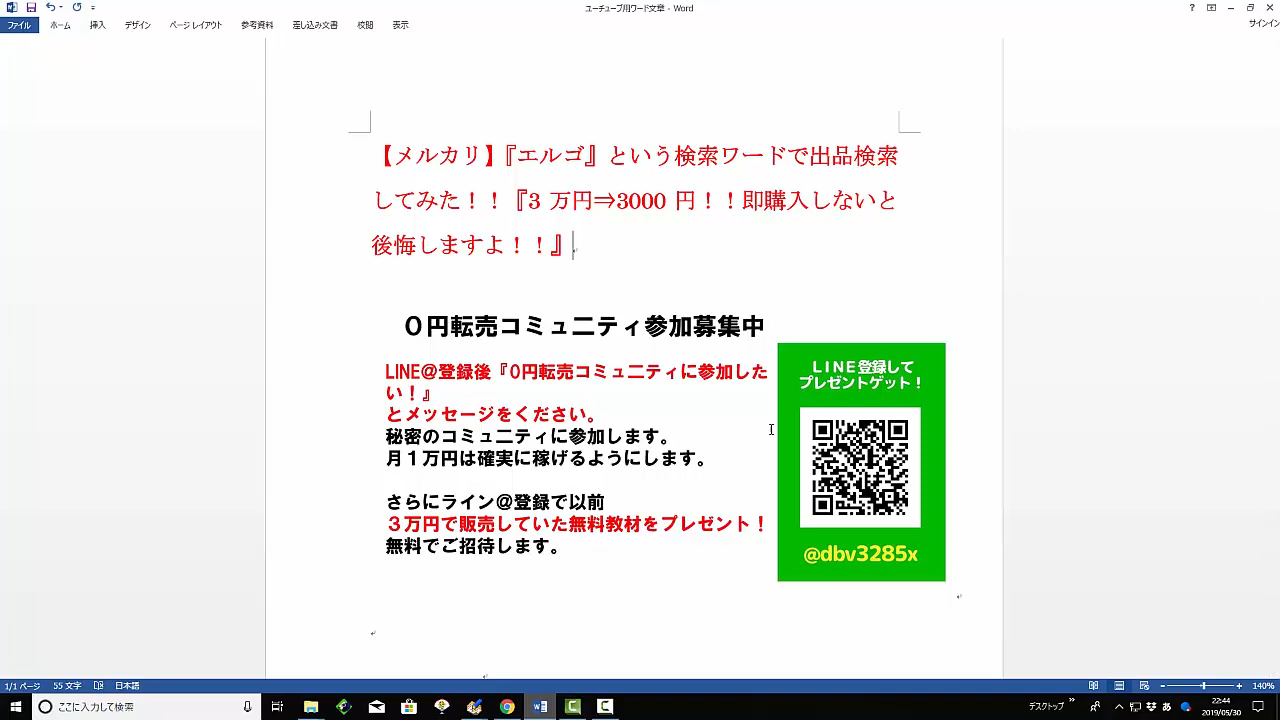 ユーチューブ用ワード文章 - Word
ファイル ホーム 挿入 デザイン ページ レイアウト 参考資料 差し込み文書 校閲 表示
サインイン
【メルカリ】『エルゴ』という検索ワードで出品検索
してみた！！『3 万円⇒3000 円！！即購入しないと
後悔しますよ！！』
０円転売コミュ二ティ参加募集中
LINE@登録後『0円転売コミュ二ティに参加した
い！』
とメッセージをください。
秘密のコミュ二ティに参加します。
月１万円は確実に稼げるようにします。
さらにライン@登録で以前
３万円で販売していた無料教材をプレゼント！
無料でご招待します。
ＬＩＮＥ登録して
プレゼントゲット！
@dbv3285x
1/1 ページ 55 文字 日本語
140%
ここに入力して検索
デスクトップ
あ
22:44
2019/05/30